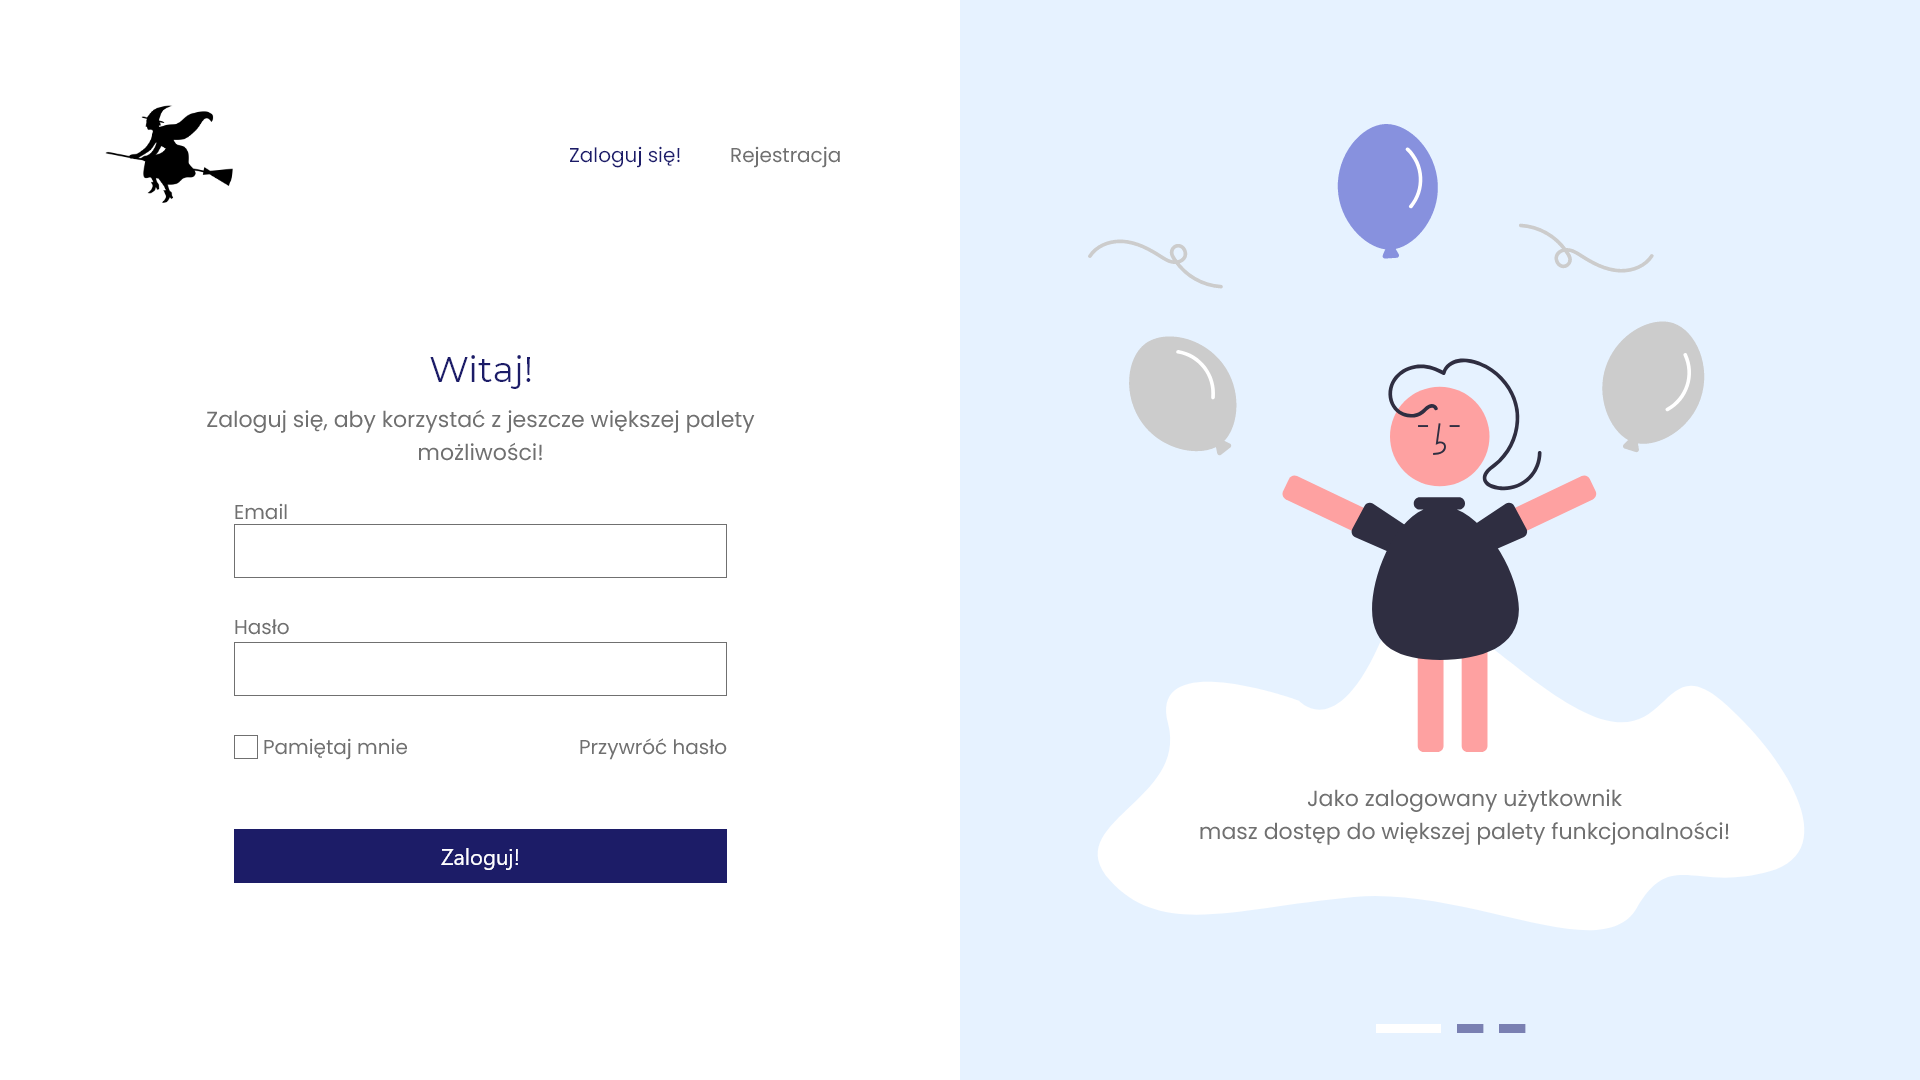 Zaloguj się!
Rejestracja
Witaj!
Zaloguj się, aby korzystać z jeszcze większej palety
możliwości!
Email
Hasło
Pamiętaj mnie
Przywróć hasło
Zaloguj!
Jako zalogowany użytkownik
masz dostęp do większej palety funkcjonalności!